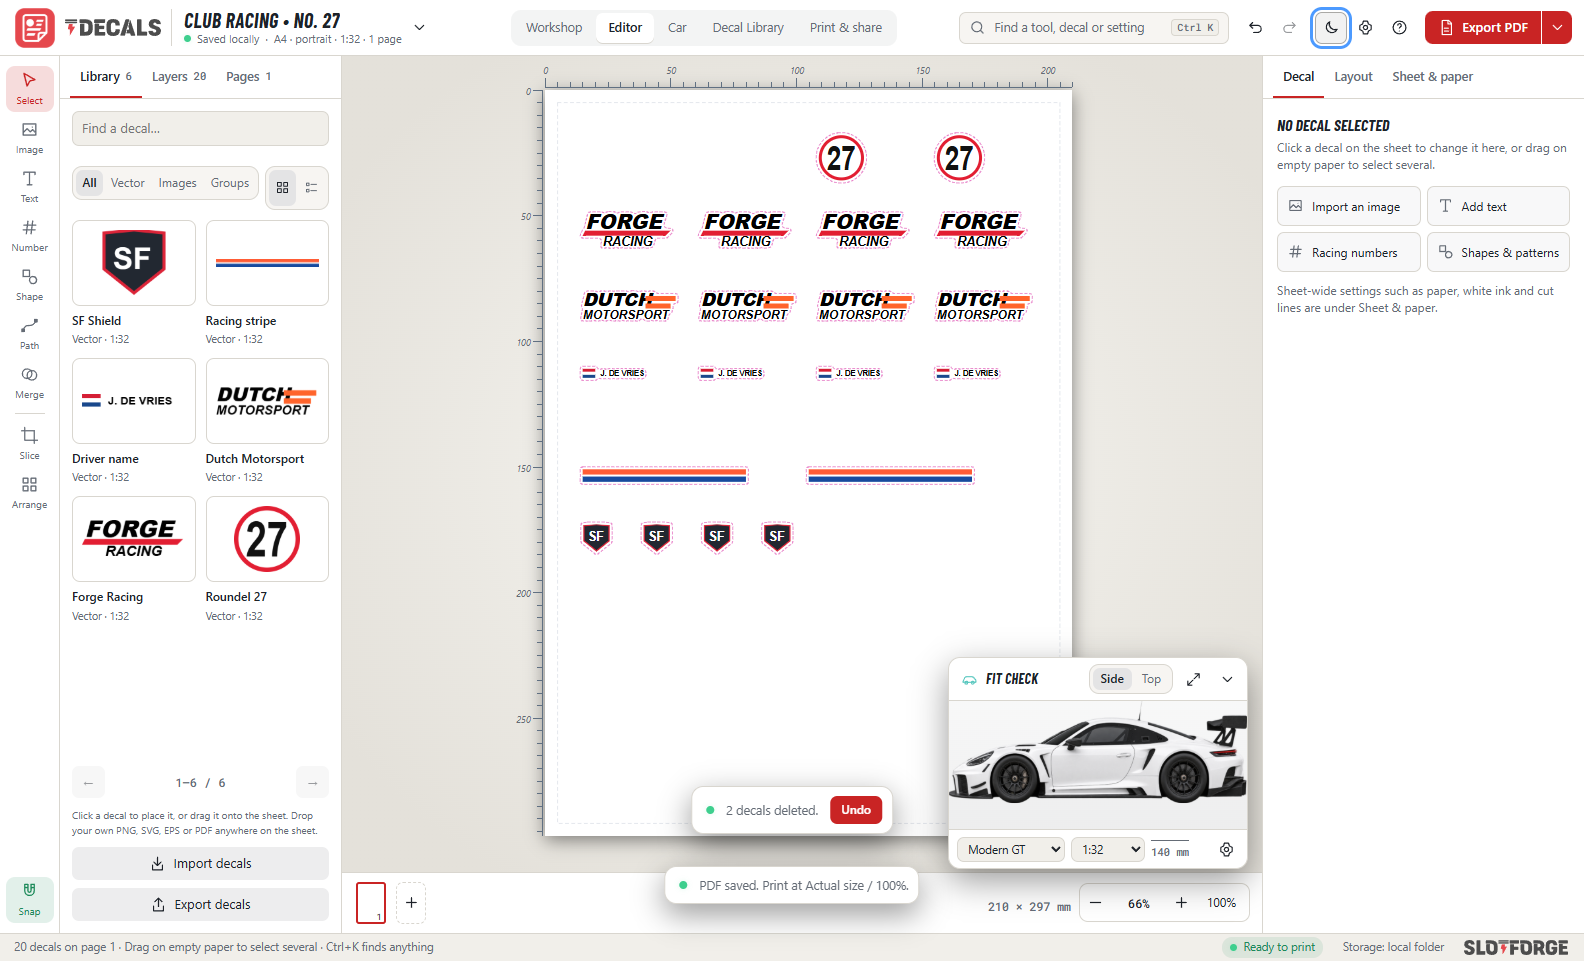 DECALS
CLUB RACING • NO. 27
Saved locally · A4 · portrait · 1:32 · 1 page
Workshop
Editor
Car
Decal Library
Print & share
Find a tool, decal or setting
Ctrl K
Export PDF
Select
Image
Text
Number
Shape
Path
Merge
Slice
Arrange
Snap
Library 6
Layers 20
Pages 1
Find a decal...
All
Vector
Images
Groups
SF
SF Shield
Vector · 1:32
Racing stripe
Vector · 1:32
J. DE VRIES
Driver name
Vector · 1:32
DUTCH
MOTORSPORT
Dutch Motorsport
Vector · 1:32
FORGE
RACING
Forge Racing
Vector · 1:32
27
Roundel 27
Vector · 1:32
← 1–6 / 6 →
Click a decal to place it, or drag it onto the sheet. Drop
your own PNG, SVG, EPS or PDF anywhere on the sheet.
Import decals
Export decals
0 50 100 150 200
0
50
100
150
200
250
27 27
FORGE FORGE FORGE FORGE
RACING RACING RACING RACING
DUTCH DUTCH DUTCH DUTCH
MOTORSPORT MOTORSPORT MOTORSPORT MOTORSPORT
J. DE VRIES J. DE VRIES J. DE VRIES J. DE VRIES
SF SF SF SF
2 decals deleted.
Undo
PDF saved. Print at Actual size / 100%.
FIT CHECK
Side
Top
Modern GT
1:32
140 mm
1
+
210 × 297 mm
− 66% + 100%
Decal
Layout
Sheet & paper
NO DECAL SELECTED
Click a decal on the sheet to change it here, or drag on
empty paper to select several.
Import an image
Add text
Racing numbers
Shapes & patterns
Sheet-wide settings such as paper, white ink and cut
lines are under Sheet & paper.
20 decals on page 1 · Drag on empty paper to select several · Ctrl+K finds anything
Ready to print
Storage: local folder
SLOTFORGE